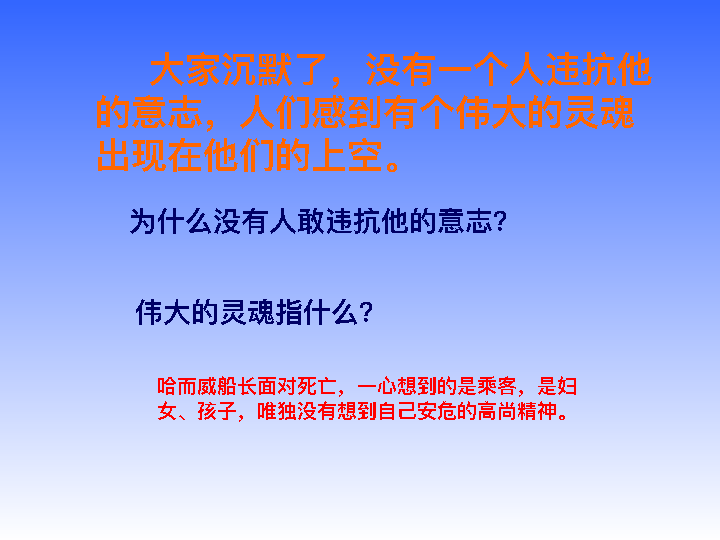 大家沉默了，没有一个人违抗他
的意志，人们感到有个伟大的灵魂
出现在他们的上空。
为什么没有人敢违抗他的意志？
伟大的灵魂指什么？
哈而威船长面对死亡，一心想到的是乘客，是妇
女、孩子，唯独没有想到自己安危的高尚精神。